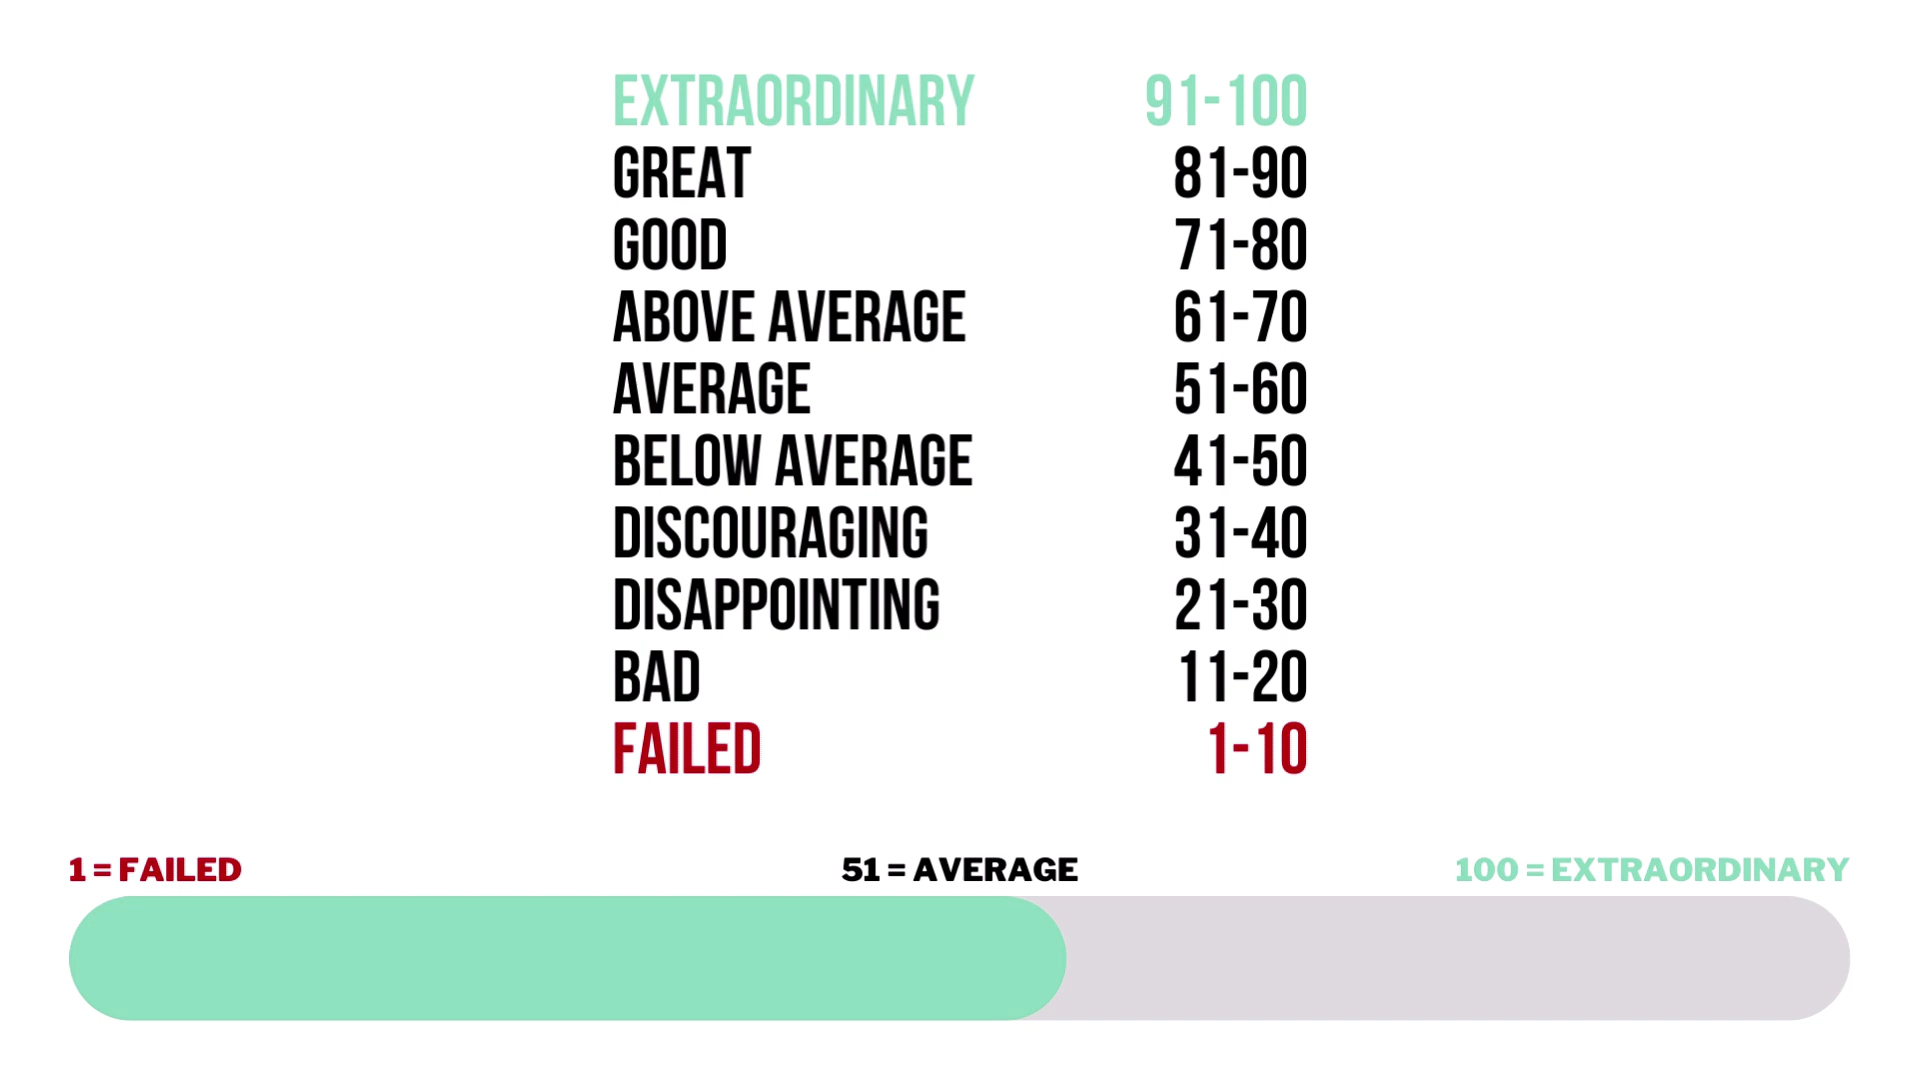 EXTRAORDINARY 91-100
GREAT 81-90
GOOD 71-80
ABOVE AVERAGE 61-70
AVERAGE 51-60
BELOW AVERAGE 41-50
DISCOURAGING 31-40
DISAPPOINTING 21-30
BAD 11-20
FAILED 1-10
1 = FAILED 51 = AVERAGE 100 = EXTRAORDINARY